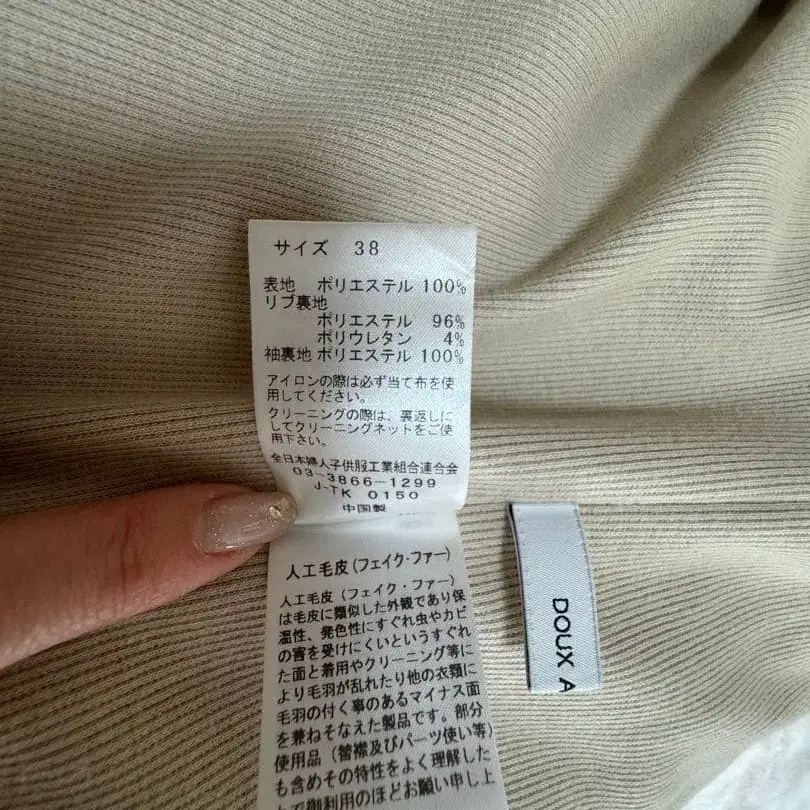 サイズ 38
表地 ポリエステル 100%
リブ裏地
ポリエステル 96%
ポリウレタン 4%
袖裏地 ポリエステル 100%
アイロンの際は必ず当て布を使
用してください。
クリーニングの際は、裏返しに
してクリーニングネットをご使
用下さい。
全日本婦人子供服工業組合連合会
03-3866-1299
J-TK 0150
中国製
人工毛皮(フェイク・ファー)
人工毛皮(フェイク・ファー)
は毛皮に類似した外観であり保
温性、発色性にすぐれ虫やカビ
の害を受けにくいというすぐれ
た面と着用やクリーニング等に
より毛羽が乱れたり他の衣類に
毛羽の付く事のあるマイナス面
を兼ねそなえた製品です。部分
使用品(替襟及びパーツ使い等)
も含めその特性をよく理解した
上で御利用のほどお願い申し上
DOUX A